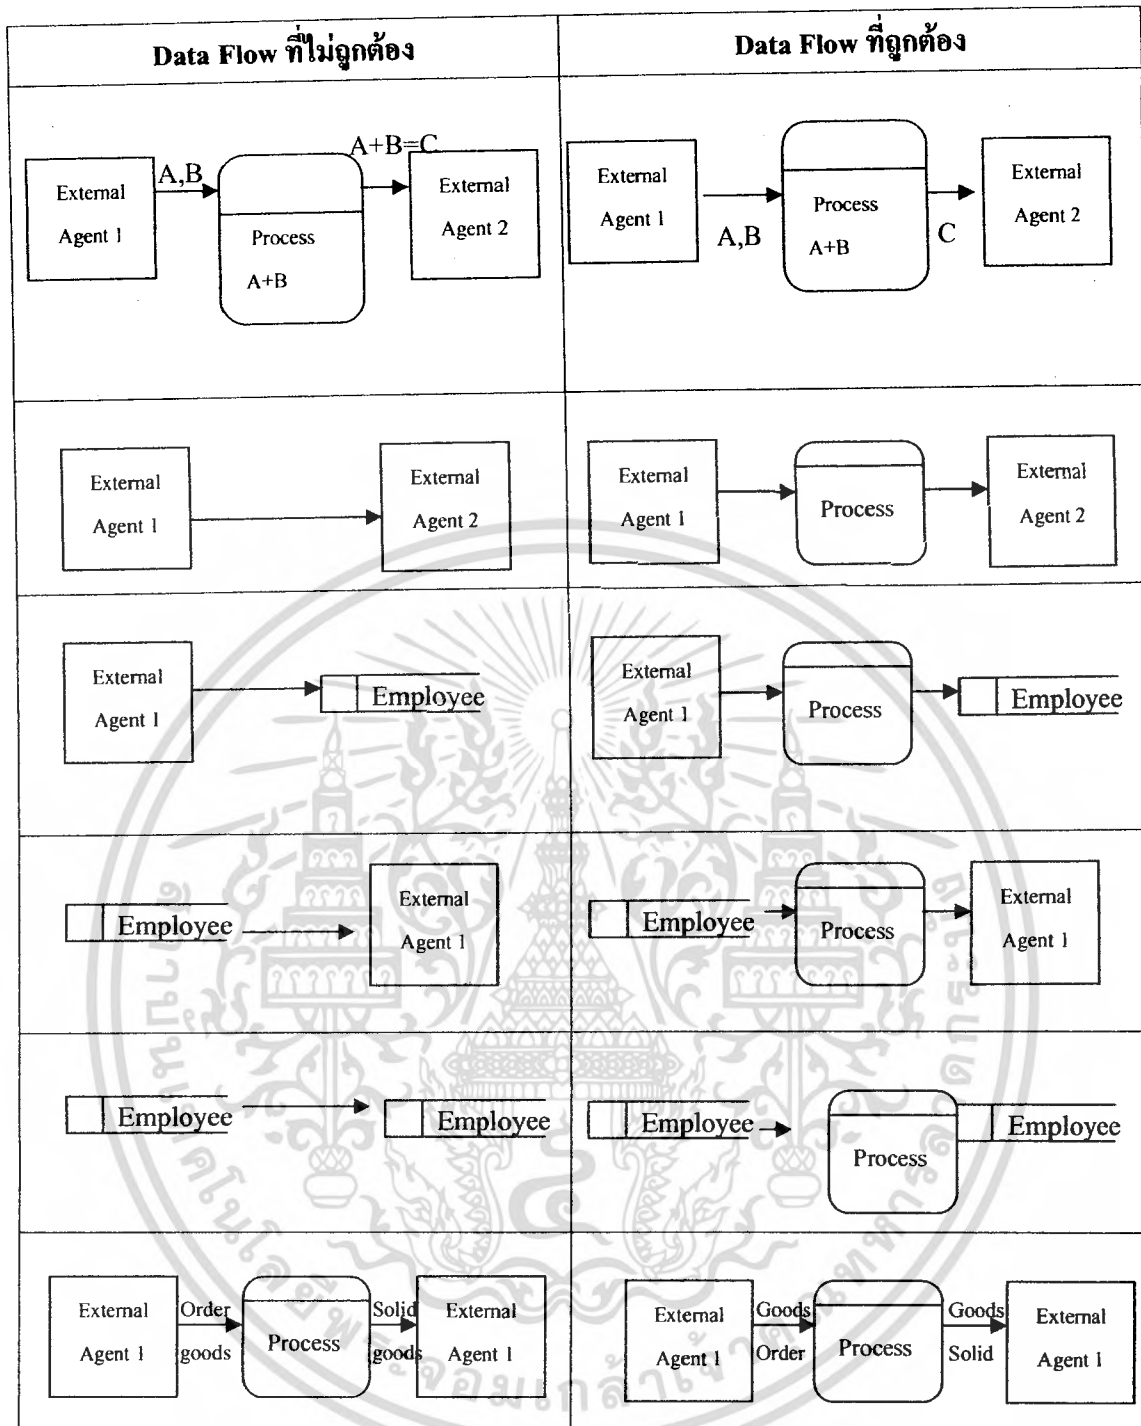 Data Flow ที่ไม่ถูกต้อง
Data Flow ที่ถูกต้อง
External
Agent 1
A,B
Process
A+B
A+B=C
External
Agent 2
External
Agent 1
A,B
Process
A+B
C
External
Agent 2
External
Agent 1
External
Agent 2
External
Agent 1
Process
External
Agent 2
External
Agent 1
Employee
External
Agent 1
Process
Employee
Employee
External
Agent 1
Employee
Process
External
Agent 1
Employee
Employee
Employee
Process
Employee
External
Agent 1
Order
goods
Process
Solid
goods
External
Agent 1
External
Agent 1
Goods
Order
Process
Goods
Solid
External
Agent 1